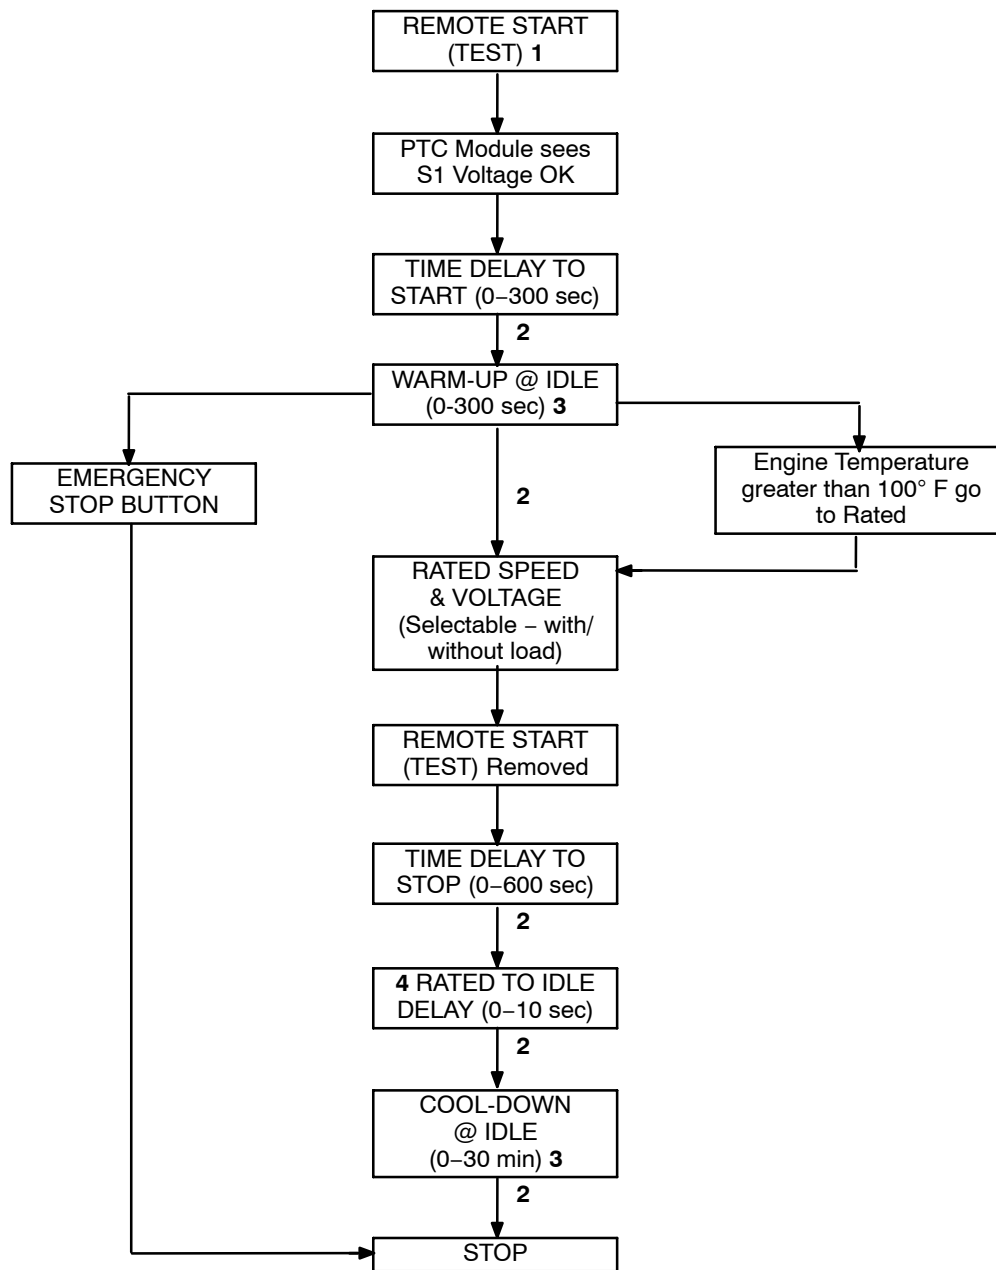 REMOTE START
(TEST) 1
PTC Module sees
S1 Voltage OK
TIME DELAY TO
START (0–300 sec)
2
WARM-UP @ IDLE
(0-300 sec) 3
EMERGENCY
STOP BUTTON
2
Engine Temperature
greater than 100° F go
to Rated
RATED SPEED
& VOLTAGE
(Selectable – with/
without load)
REMOTE START
(TEST) Removed
TIME DELAY TO
STOP (0–600 sec)
2
4 RATED TO IDLE
DELAY (0–10 sec)
2
COOL-DOWN
@ IDLE
(0–30 min) 3
2
STOP